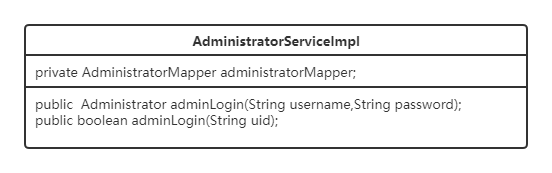 AdministratorServiceImpl
private AdministratorMapper administratorMapper;
public  Administrator adminLogin(String username,String password);
public boolean adminLogin(String uid);